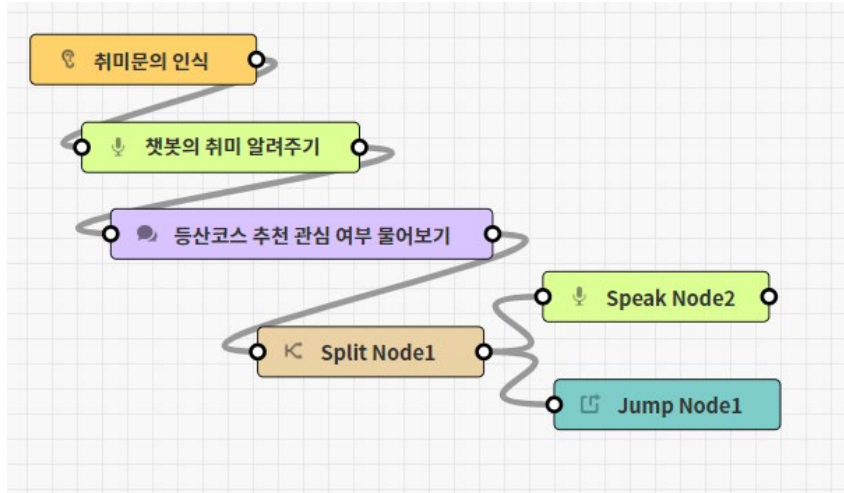 취미문의 인식
챗봇의 취미 알려주기
등산코스 추천 관심 여부 물어보기
Speak Node2
Split Node1
Jump Node1